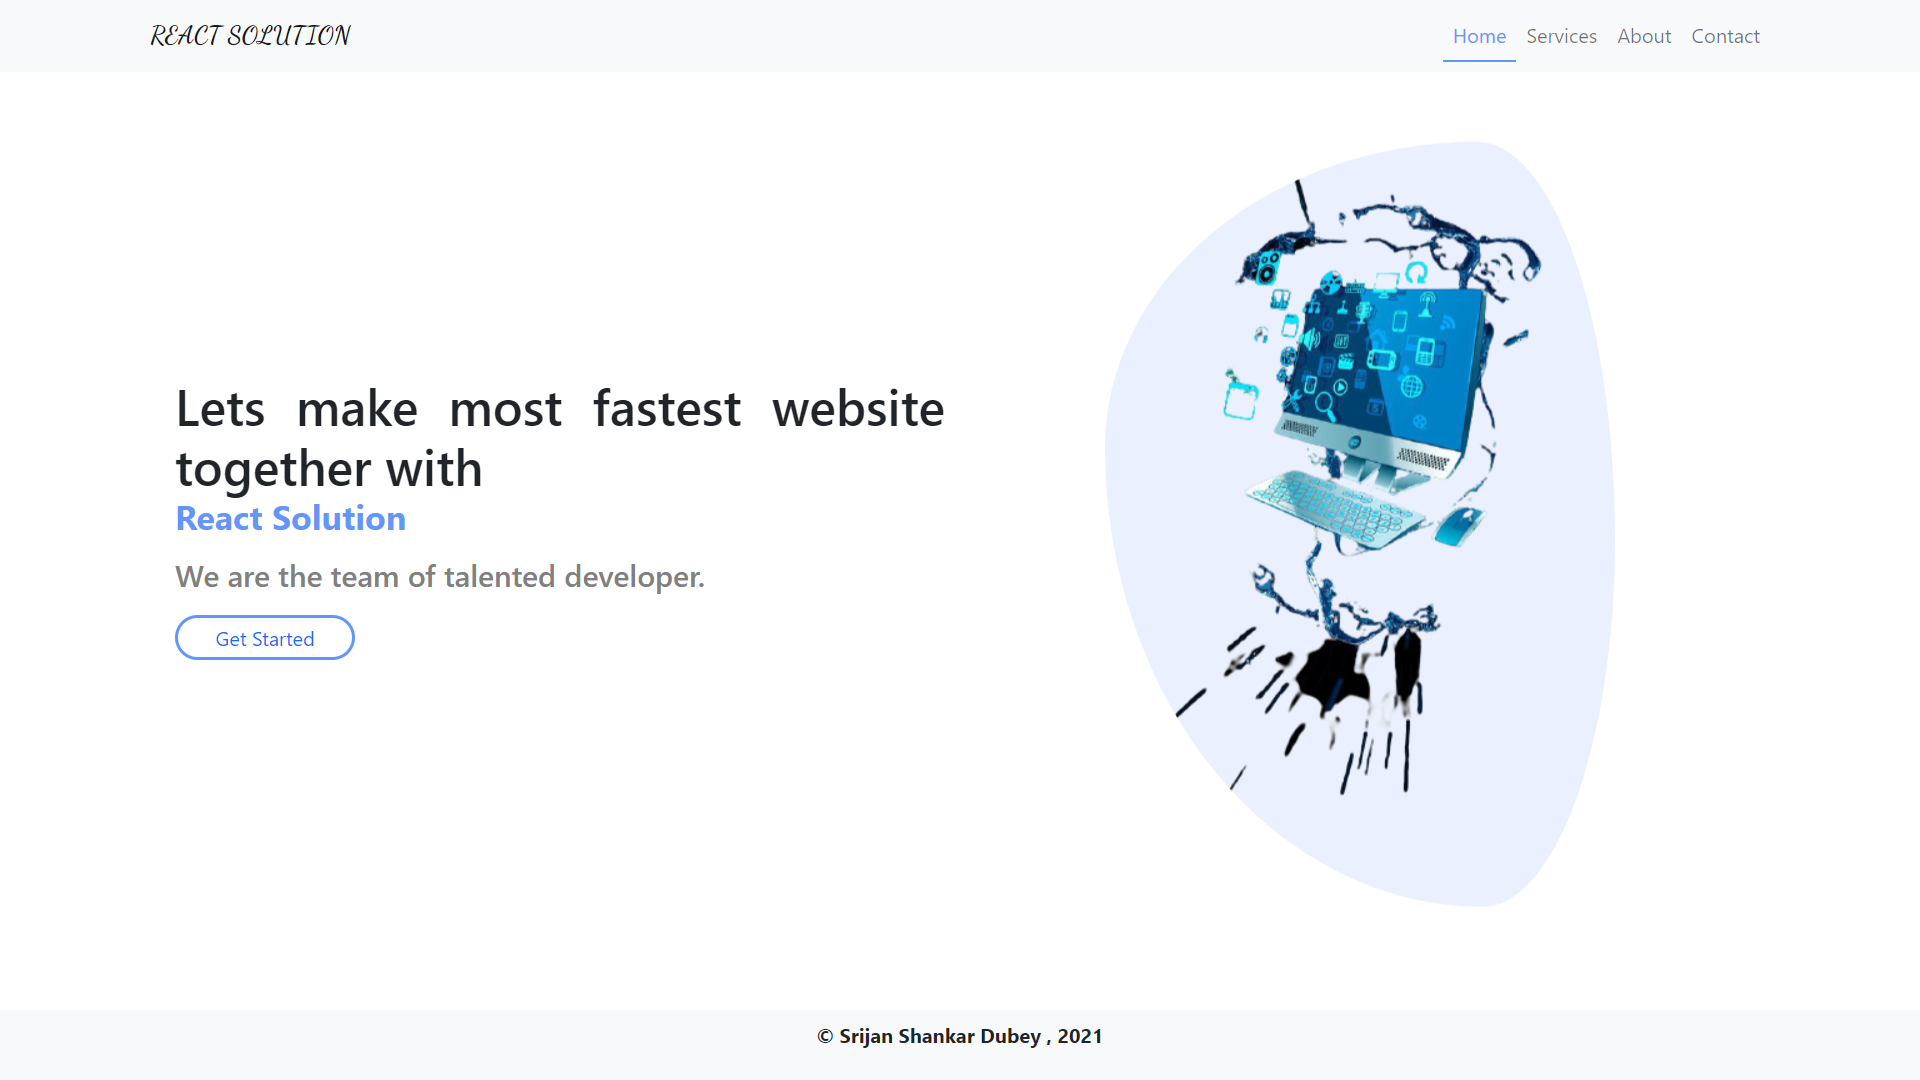 REACT SOLUTION
Home Services About Contact
Lets make most fastest website
together with
React Solution
We are the team of talented developer.
Get Started
© Srijan Shankar Dubey , 2021